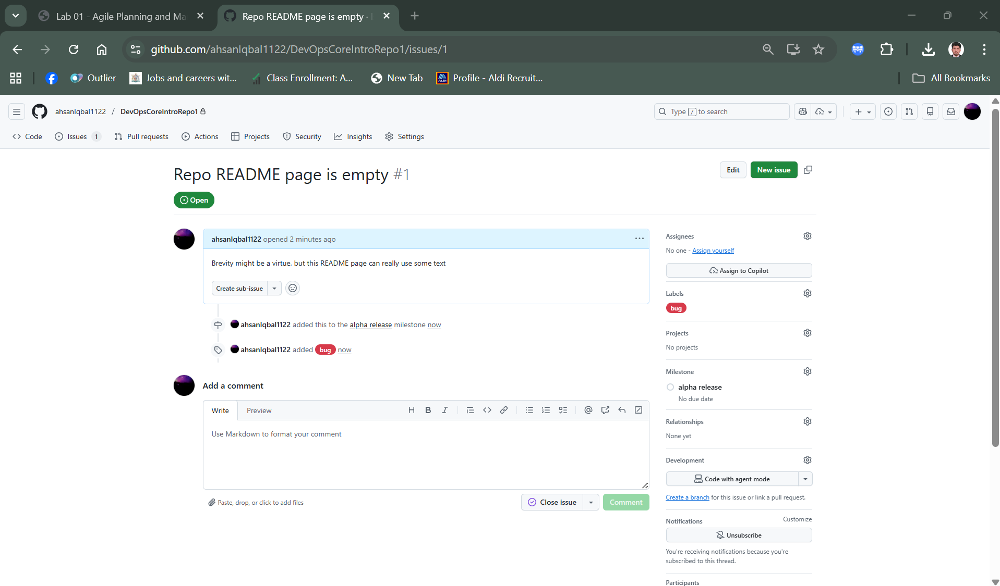 Lab 01 - Agile Planning and Ma
Repo README page is empty ·
github.com/ahsanIqbal1122/DevOpsCoreIntroRepo1/issues/1
Outlier
Jobs and careers wit...
Class Enrollment: A...
New Tab
ALDI
Profile - Aldi Recruit...
All Bookmarks
ahsanIqbal1122 / DevOpsCoreIntroRepo1
Type / to search
Code
Issues 1
Pull requests
Actions
Projects
Security
Insights
Settings
Repo README page is empty #1
Edit
New issue
Open
ahsanIqbal1122 opened 2 minutes ago
Brevity might be a virtue, but this README page can really use some text
Create sub-issue
ahsanIqbal1122 added this to the alpha release milestone now
ahsanIqbal1122 added bug now
Add a comment
Write
Preview
Use Markdown to format your comment
Paste, drop, or click to add files
Close issue
Comment
Assignees
No one - Assign yourself
Assign to Copilot
Labels
bug
Projects
No projects
Milestone
alpha release
No due date
Relationships
None yet
Development
Code with agent mode
Create a branch for this issue or link a pull request.
Notifications
Customize
Unsubscribe
You're receiving notifications because you're
subscribed to this thread.
Participants